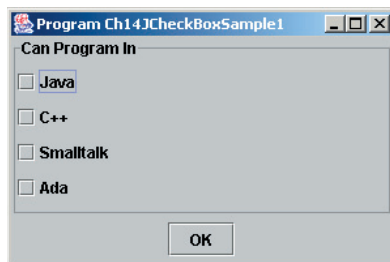 Program Ch14JCheckBoxSample1
Can Program In
Java
C++
Smalltalk
Ada
OK